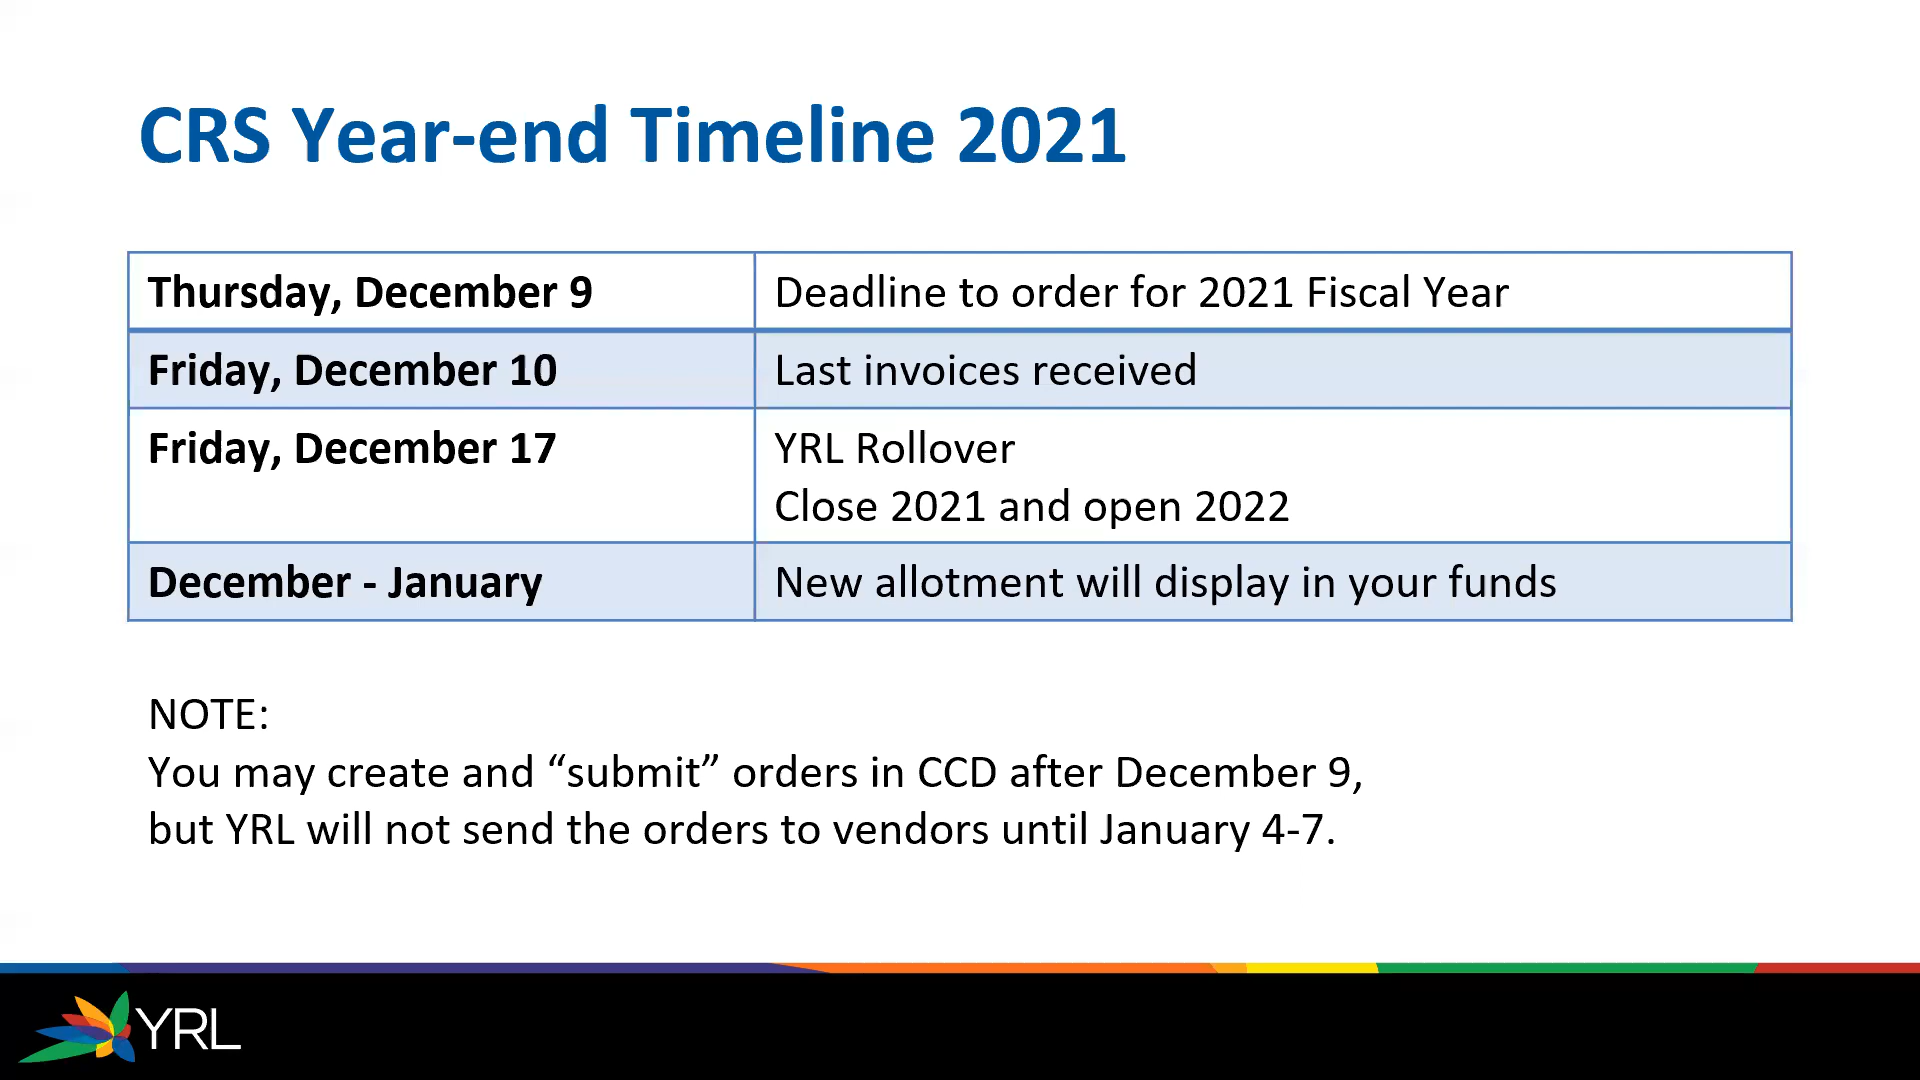 CRS Year-end Timeline 2021
Thursday, December 9
Deadline to order for 2021 Fiscal Year
Friday, December 10
Last invoices received
Friday, December 17
YRL Rollover
Close 2021 and open 2022
December - January
New allotment will display in your funds
NOTE:
You may create and “submit” orders in CCD after December 9,
but YRL will not send the orders to vendors until January 4-7.
YRL